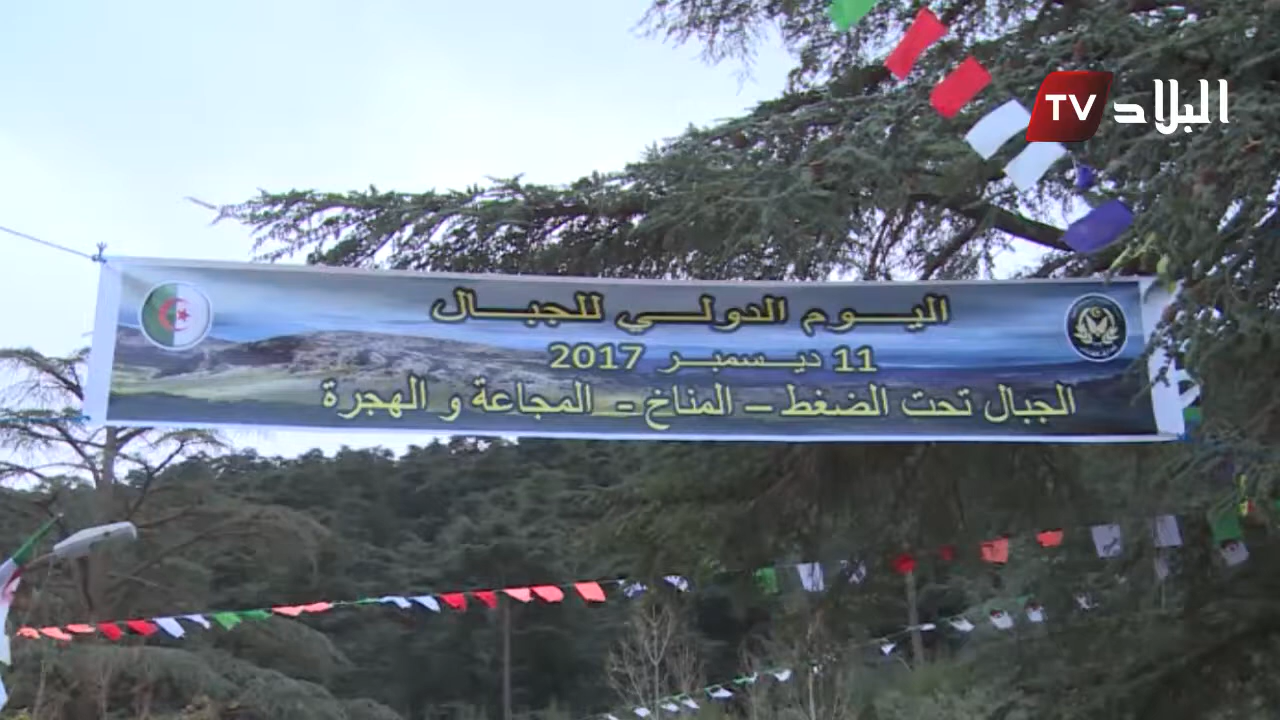 TV البلاد
اليوم الدولي للجبال
11 ديسمبر 2017
الجبال تحت الضغط – المناخ - المجاعة و الهجرة